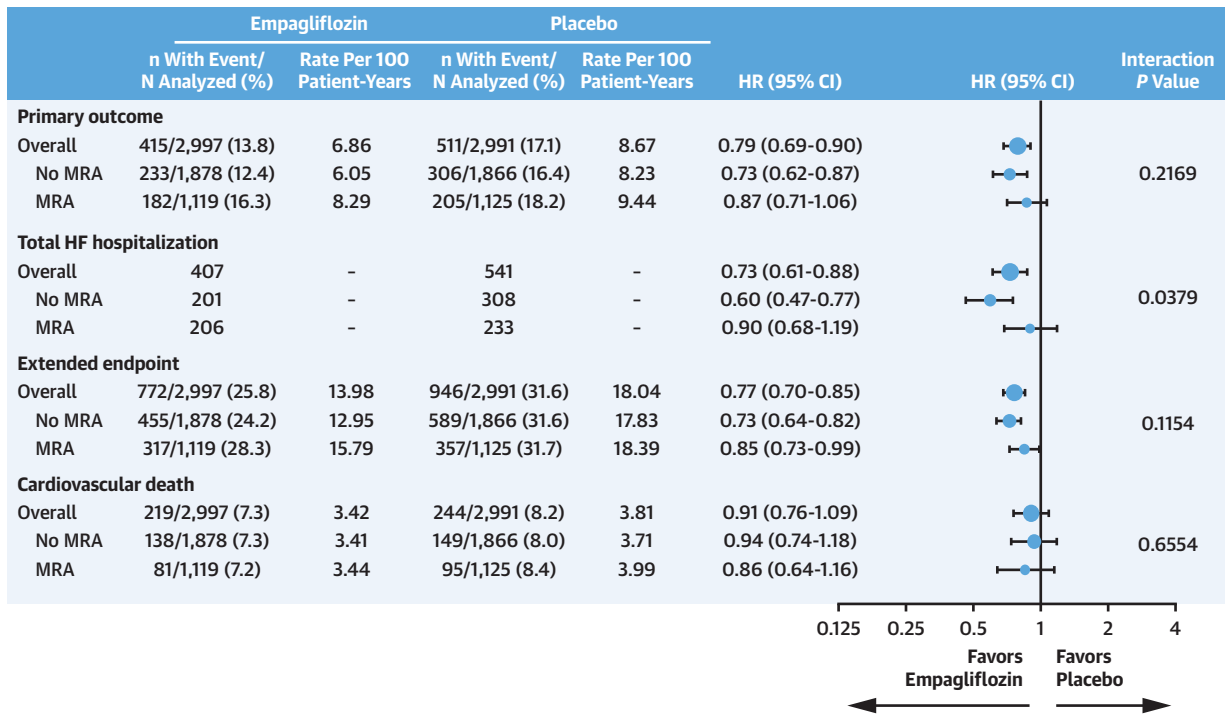 Empagliflozin Placebo
n With Event/ Rate Per 100 n With Event/ Rate Per 100 Interaction
N Analyzed (%) Patient-Years N Analyzed (%) Patient-Years HR (95% CI) HR (95% CI) P Value
Primary outcome
Overall 415/2,997 (13.8) 6.86 511/2,991 (17.1) 8.67 0.79 (0.69-0.90)
No MRA 233/1,878 (12.4) 6.05 306/1,866 (16.4) 8.23 0.73 (0.62-0.87) 0.2169
MRA 182/1,119 (16.3) 8.29 205/1,125 (18.2) 9.44 0.87 (0.71-1.06)
Total HF hospitalization
Overall 407 – 541 – 0.73 (0.61-0.88)
No MRA 201 – 308 – 0.60 (0.47-0.77) 0.0379
MRA 206 – 233 – 0.90 (0.68-1.19)
Extended endpoint
Overall 772/2,997 (25.8) 13.98 946/2,991 (31.6) 18.04 0.77 (0.70-0.85)
No MRA 455/1,878 (24.2) 12.95 589/1,866 (31.6) 17.83 0.73 (0.64-0.82) 0.1154
MRA 317/1,119 (28.3) 15.79 357/1,125 (31.7) 18.39 0.85 (0.73-0.99)
Cardiovascular death
Overall 219/2,997 (7.3) 3.42 244/2,991 (8.2) 3.81 0.91 (0.76-1.09)
No MRA 138/1,878 (7.3) 3.41 149/1,866 (8.0) 3.71 0.94 (0.74-1.18) 0.6554
MRA 81/1,119 (7.2) 3.44 95/1,125 (8.4) 3.99 0.86 (0.64-1.16)
0.125 0.25 0.5 1 2 4
Favors Favors
Empagliflozin Placebo